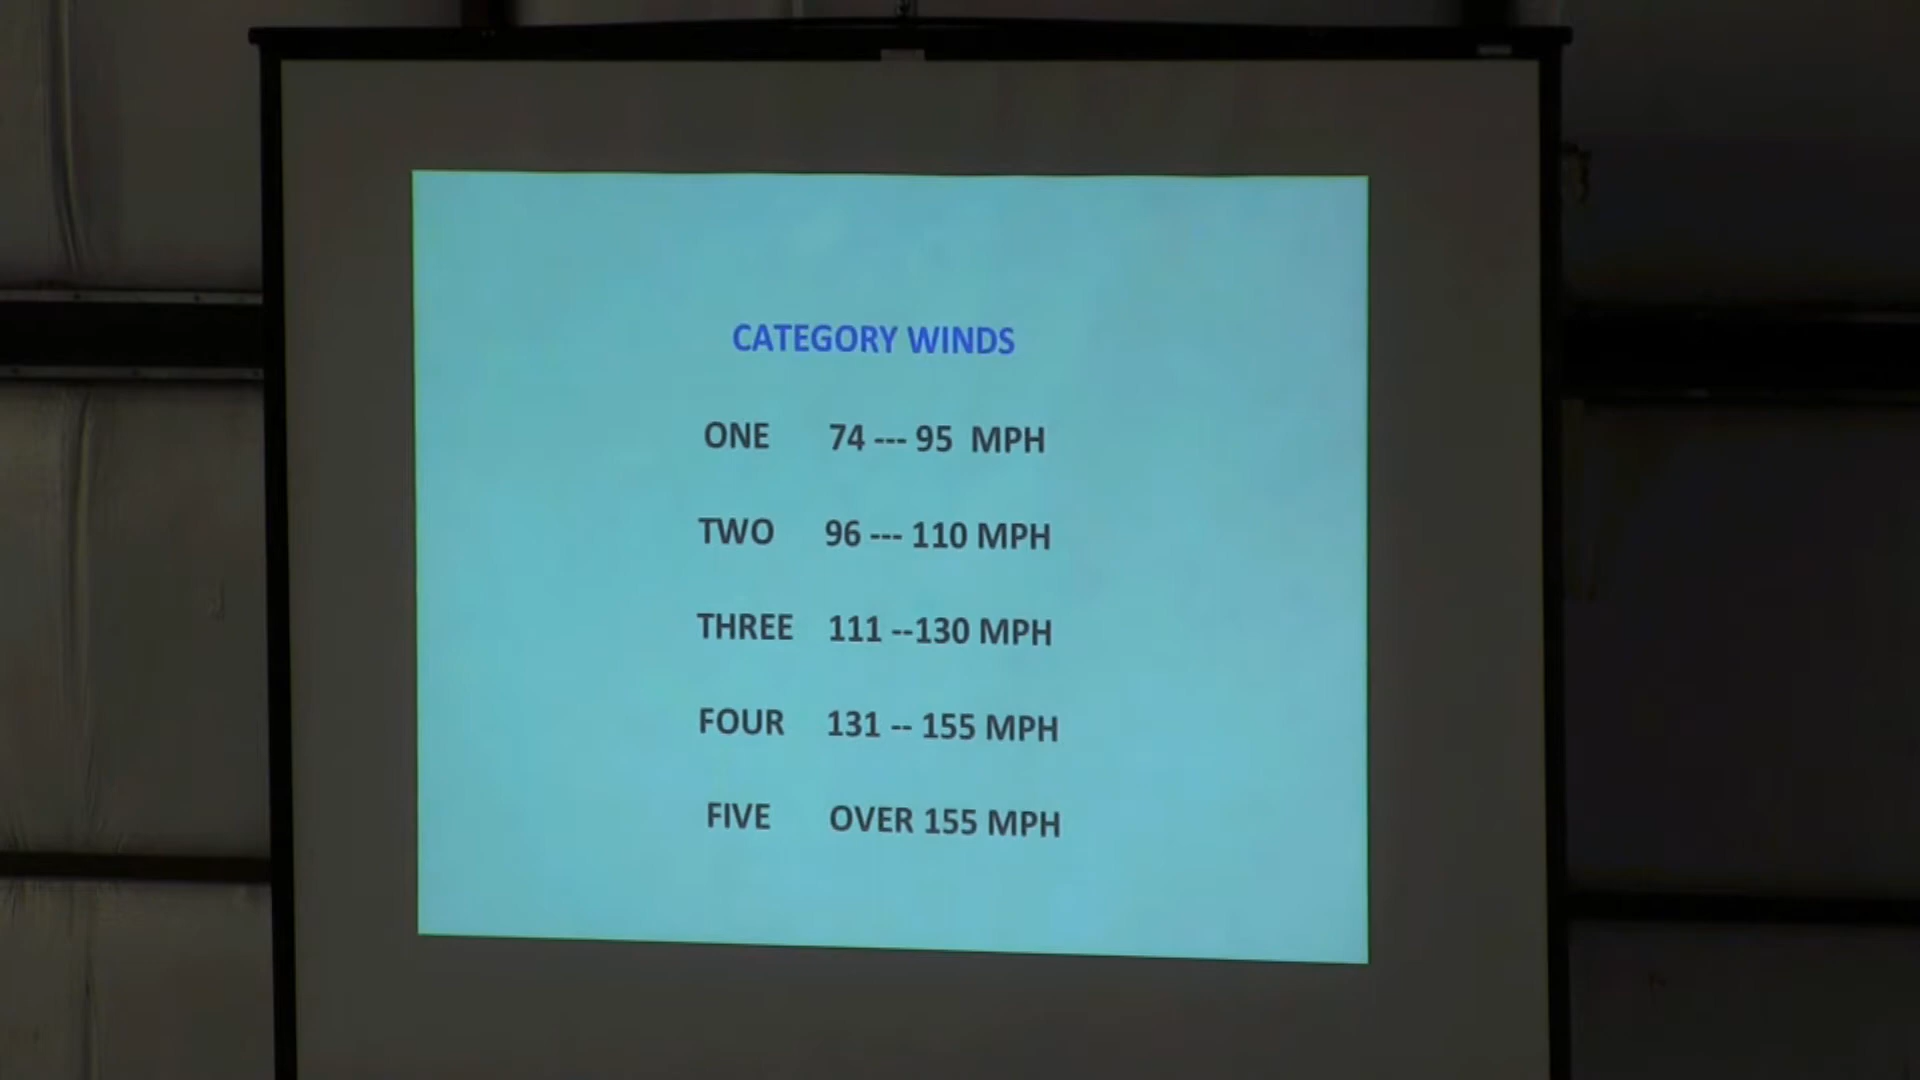 CATEGORY WINDS
ONE 74 --- 95 MPH
TWO 96 --- 110 MPH
THREE 111 --130 MPH
FOUR 131 -- 155 MPH
FIVE OVER 155 MPH